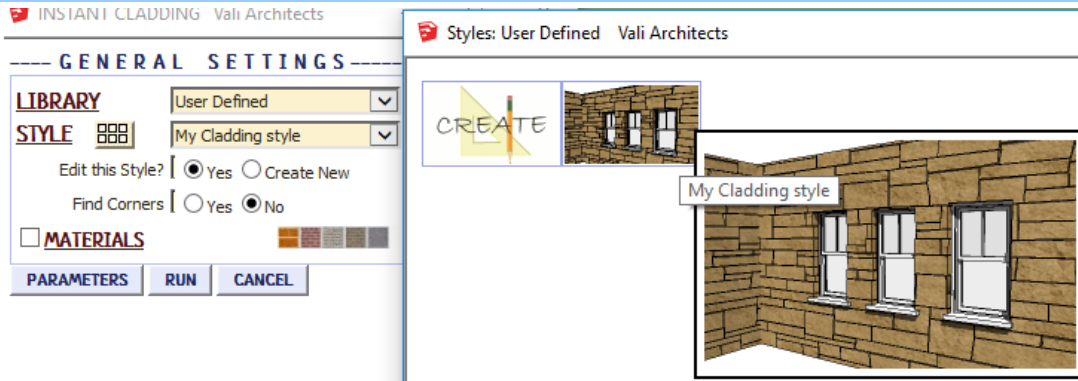 INSTANT CLADDING Vali Architects
---- GENERAL SETTINGS----
LIBRARY User Defined
STYLE My Cladding style
Edit this Style? Yes Create New
Find Corners Yes No
MATERIALS
PARAMETERS RUN CANCEL
Styles: User Defined Vali Architects
CREATE
My Cladding style